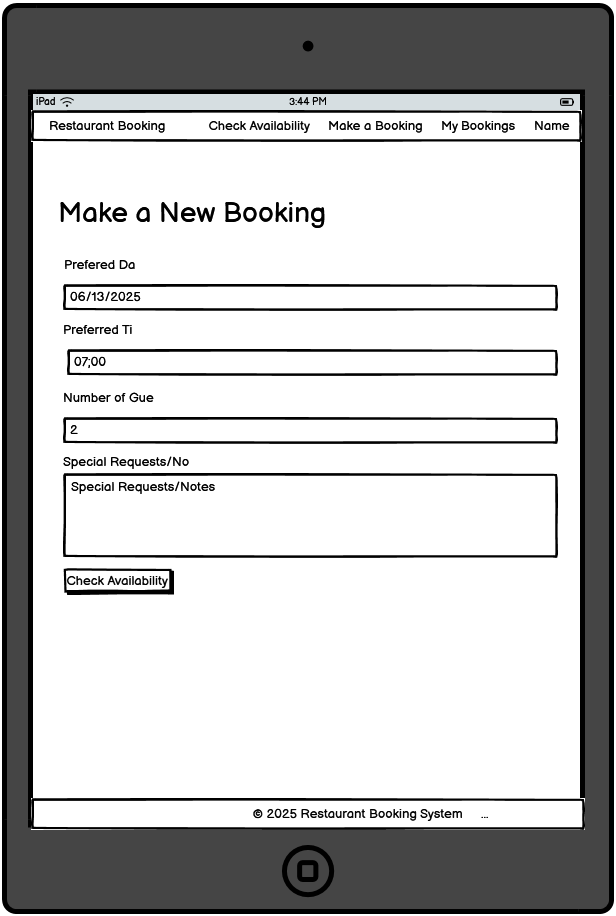 iPad 3:44 PM
Restaurant Booking Check Availability Make a Booking My Bookings Name
Make a New Booking
Prefered Da
06/13/2025
Preferred Ti
07;00
Number of Gue
2
Special Requests/No
Special Requests/Notes
Check Availability
© 2025 Restaurant Booking System ...